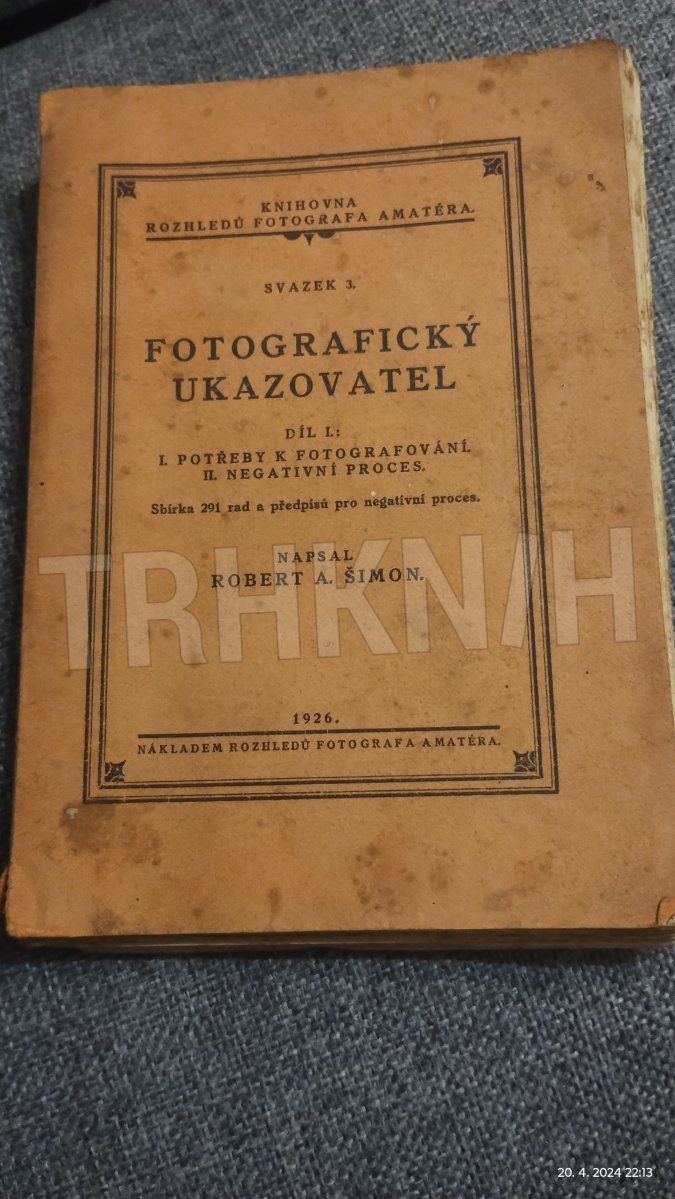 KNIHOVNA
ROZHLEDŮ FOTOGRAFA AMATÉRA.
SVAZEK 3.
FOTOGRAFICKÝ
UKAZOVATEL
DÍL I.:
I. POTŘEBY K FOTOGRAFOVÁNÍ.
II. NEGATIVNÍ PROCES.
Sbírka 291 rad a předpisů pro negativní proces.
NAPSAL
ROBERT A. ŠIMON.
TRHKNIH
1926.
NÁKLADEM ROZHLEDŮ FOTOGRAFA AMATÉRA.
20. 4. 2024 22:13